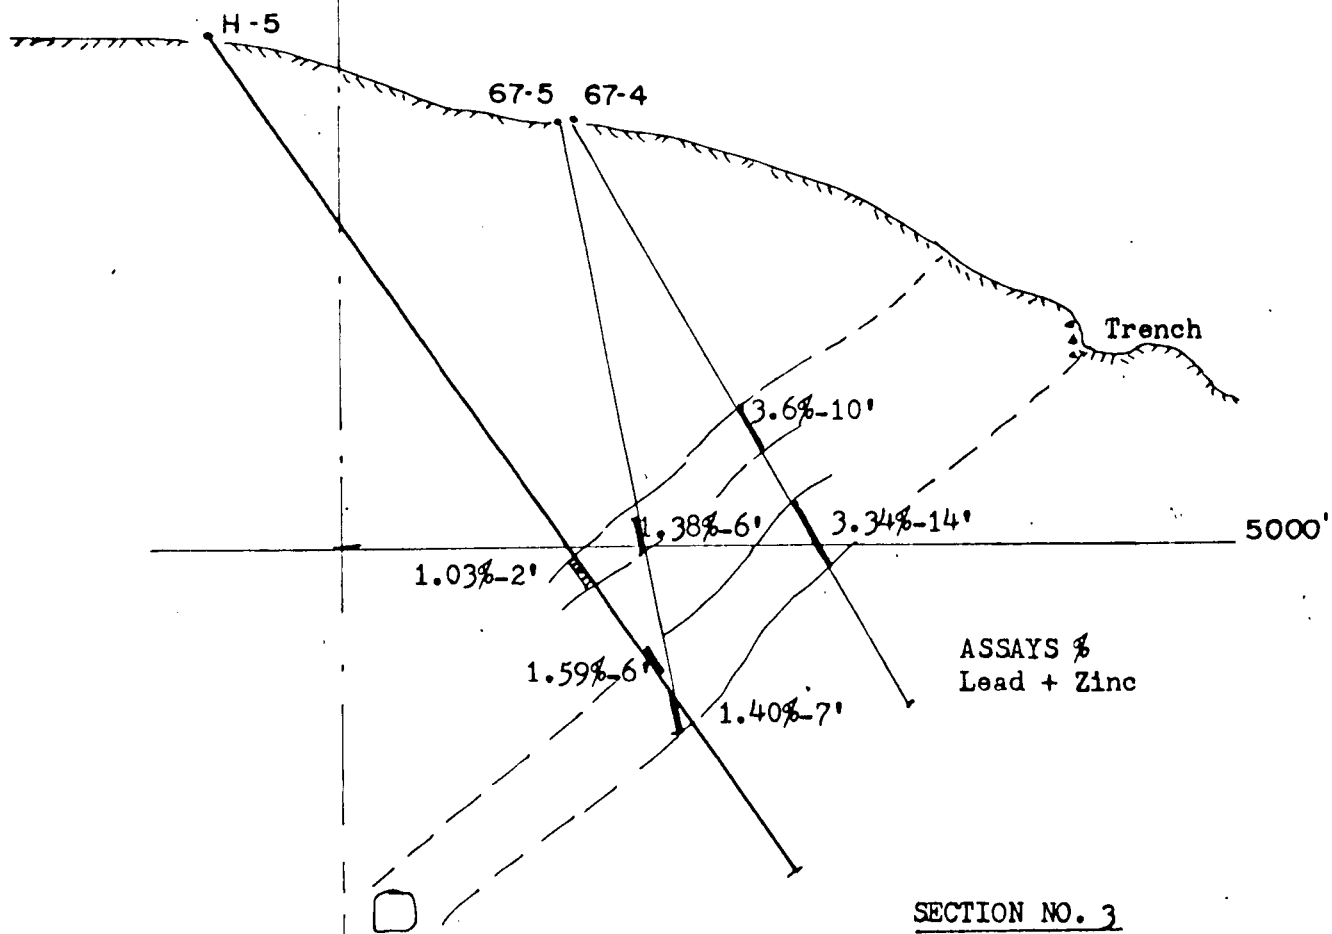 H-5
67-5 67-4
Trench
3.6%-10'
1.38%-6'
3.34%-14'
5000'
1.03%-2'
1.59%-6'
1.40%-7'
ASSAYS %
Lead + Zinc
SECTION NO. 3